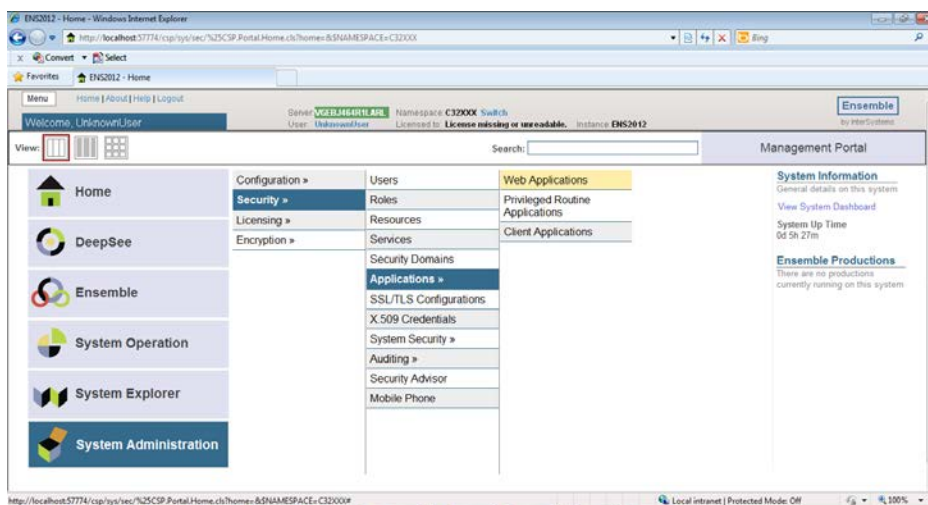 ENS2012 - Home - Windows Internet Explorer
http://localhost:57774/csp/sys/sec/%25CSP.Portal.Home.cls?home=&$NAMESPACE=C32XXX
Bing
x Convert Select
Favorites ENS2012 - Home
Menu Home | About | Help | Logout
Server VGEBJ464R1LARL Namespace C32XXX Switch
User UnknownUser Licensed to License missing or unreadable. Instance ENS2012
Welcome, UnknownUser
Ensemble
by InterSystems
View: Search: Management Portal
Home
DeepSee
Ensemble
System Operation
System Explorer
System Administration
Configuration »
Security »
Licensing »
Encryption »
Users
Roles
Resources
Services
Security Domains
Applications »
SSL/TLS Configurations
X.509 Credentials
System Security »
Auditing »
Security Advisor
Mobile Phone
Web Applications
Privileged Routine
Applications
Client Applications
System Information
General details on this system
View System Dashboard
System Up Time
0d 5h 27m
Ensemble Productions
There are no productions
currently running on this system
http://localhost:57774/csp/sys/sec/%25CSP.Portal.Home.cls?home=&$NAMESPACE=C32XXX#
Local intranet | Protected Mode: Off
100%